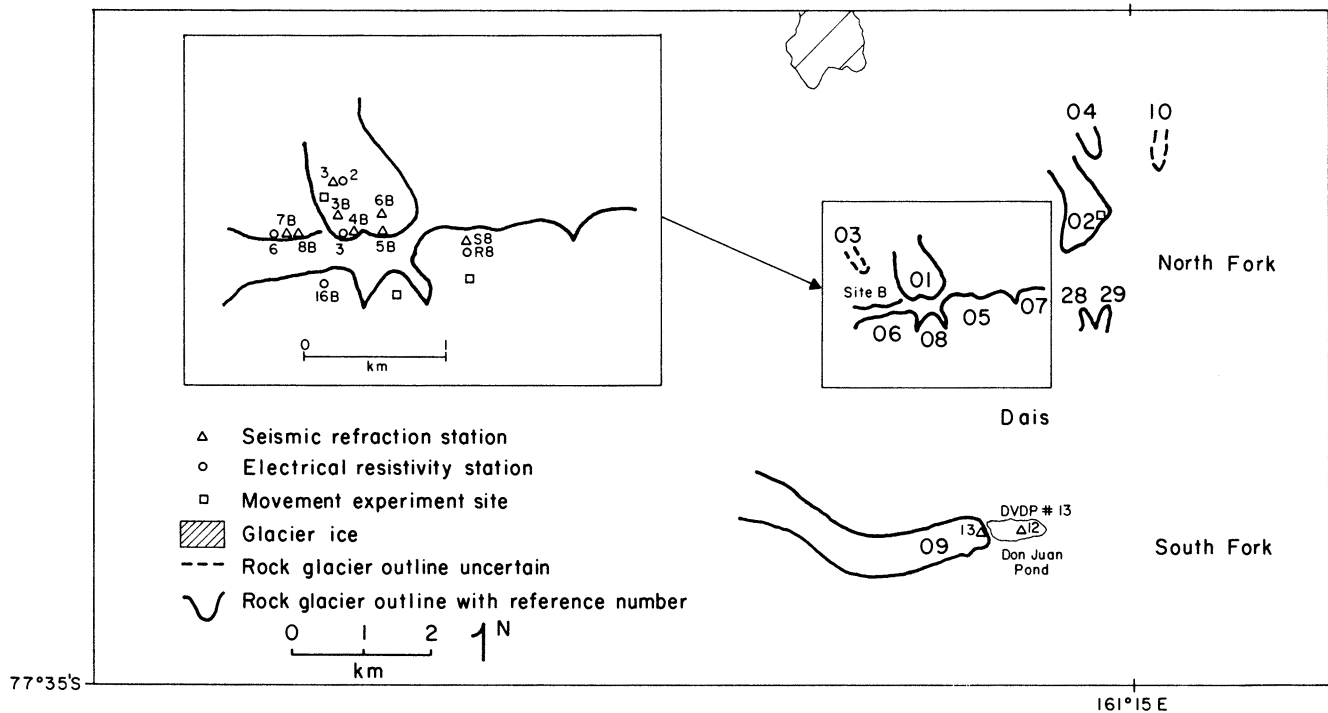 04
10
3
2
3B
6B
7B
4B
6
8B
3
5B
S8
R8
16B
0
1
km
02
03
01
Site B
North Fork
07
28
29
05
06
08
Dais
Seismic refraction station
Electrical resistivity station
Movement experiment site
Glacier ice
Rock glacier outline uncertain
Rock glacier outline with reference number
0 1 2
km
N
DVDP # 13
13
12
09
Don Juan
Pond
South Fork
77°35'S
161°15 E